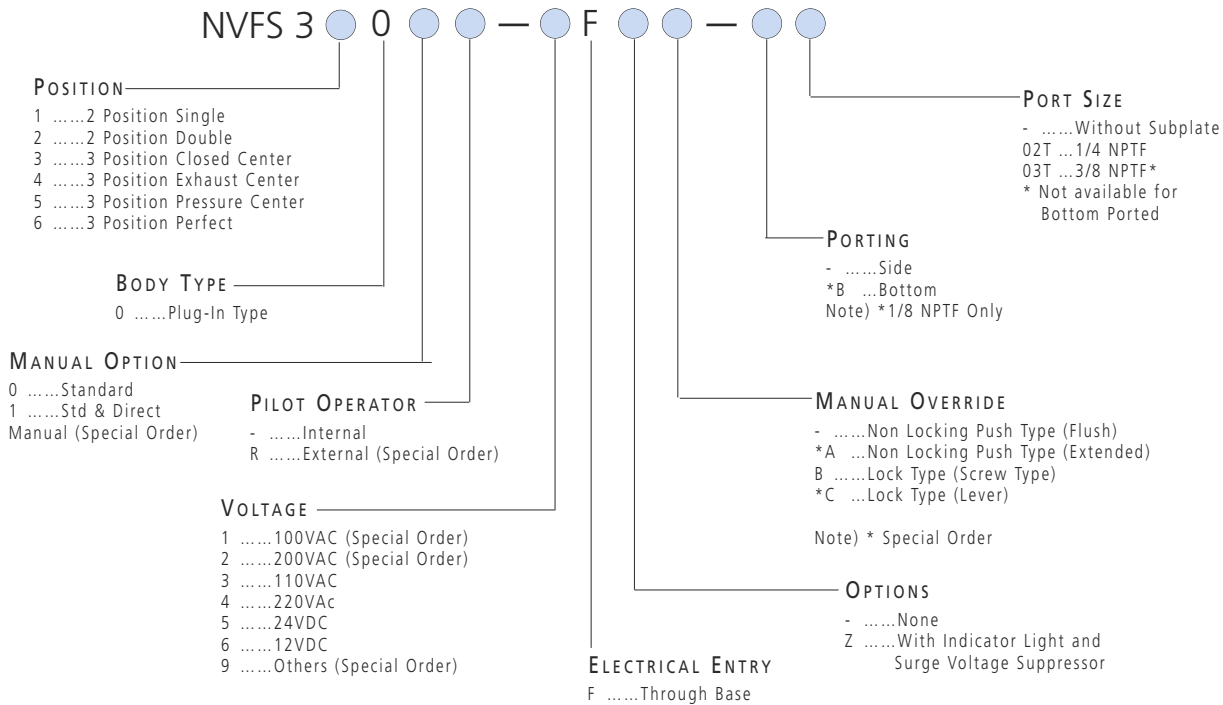 NVFS 3 0 — F —
POSITION
1 ......2 Position Single
2 ......2 Position Double
3 ......3 Position Closed Center
4 ......3 Position Exhaust Center
5 ......3 Position Pressure Center
6 ......3 Position Perfect
BODY TYPE
0 ......Plug-In Type
MANUAL OPTION
0 ......Standard
1 ......Std & Direct
Manual (Special Order)
PILOT OPERATOR
- ......Internal
R ......External (Special Order)
VOLTAGE
1 ......100VAC (Special Order)
2 ......200VAC (Special Order)
3 ......110VAC
4 ......220VAc
5 ......24VDC
6 ......12VDC
9 ......Others (Special Order)
ELECTRICAL ENTRY
F ......Through Base
OPTIONS
- ......None
Z ......With Indicator Light and
Surge Voltage Suppressor
MANUAL OVERRIDE
- ......Non Locking Push Type (Flush)
*A ...Non Locking Push Type (Extended)
B ......Lock Type (Screw Type)
*C ...Lock Type (Lever)
Note) * Special Order
PORTING
- ......Side
*B ...Bottom
Note) *1/8 NPTF Only
PORT SIZE
- ......Without Subplate
02T ...1/4 NPTF
03T ...3/8 NPTF*
* Not available for
Bottom Ported